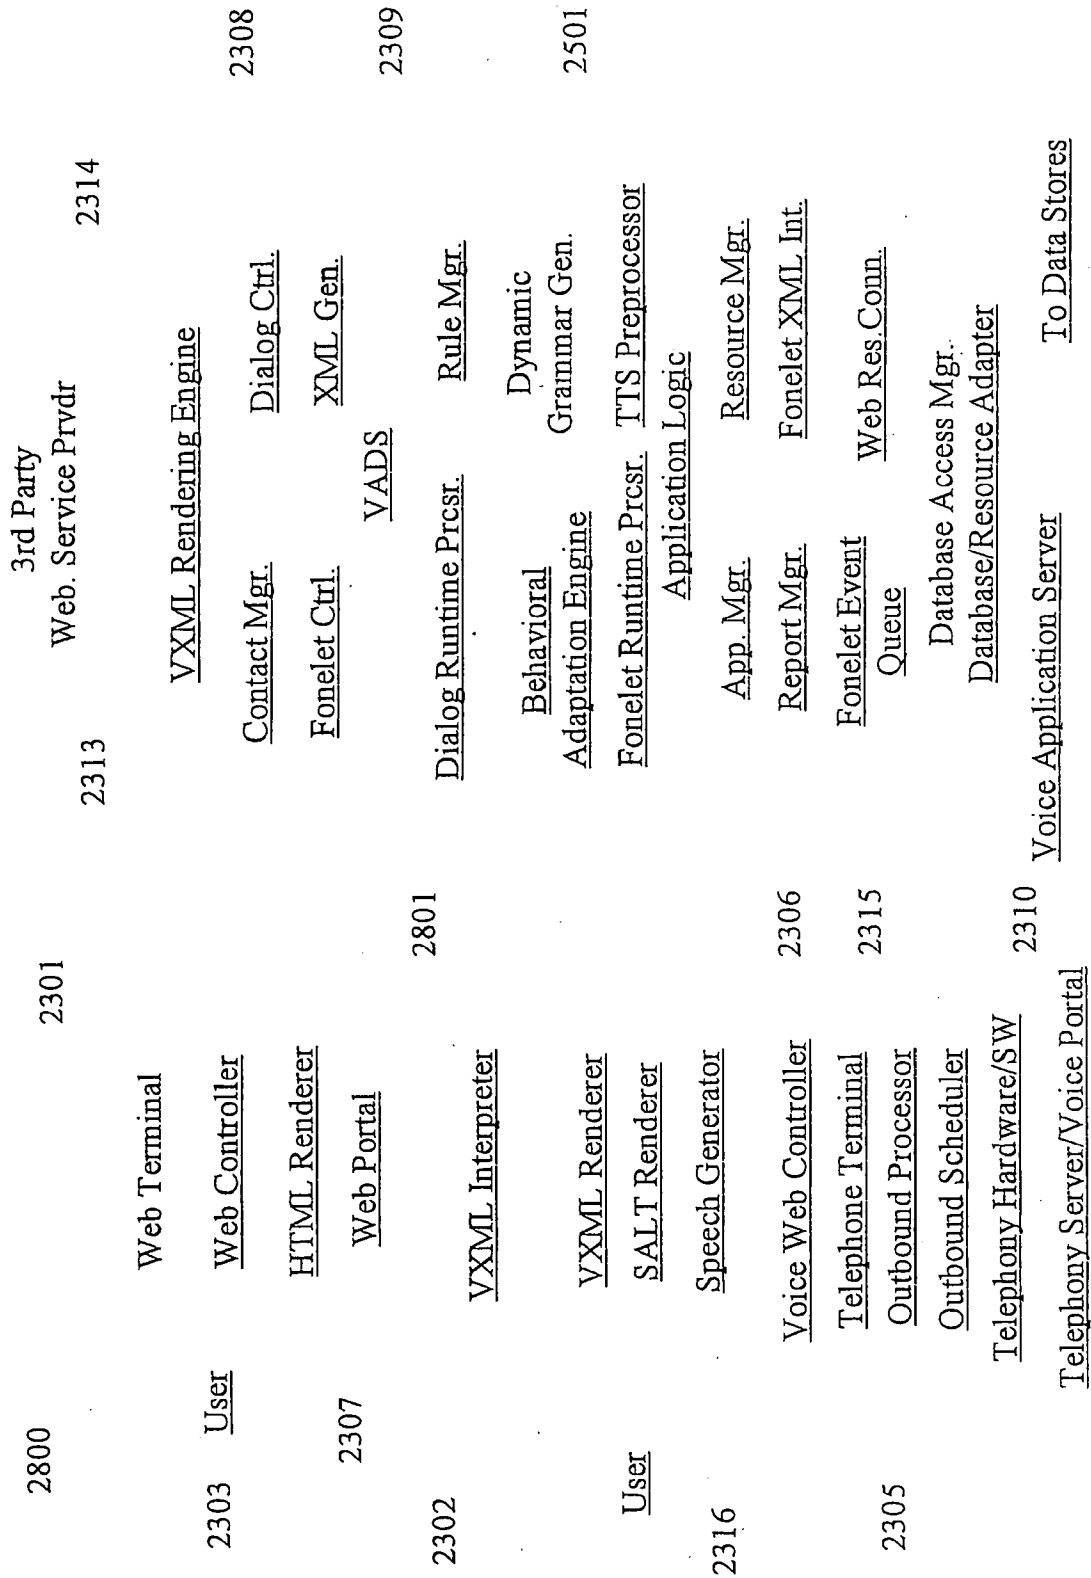 2800
2301
3rd Party
Web. Service Prvdr
2313
2314
Web Terminal
VXML Rendering Engine
2303
User
Web Controller
Contact Mgr.
Dialog Ctrl.
2308
HTML Renderer
Fonelet Ctrl.
XML Gen.
2307
Web Portal
VADS
2309
2801
2302
VXML Interpreter
Dialog Runtime Prcsr.
Rule Mgr.
Behavioral
Adaptation Engine
Dynamic
Grammar Gen.
2501
VXML Renderer
User
SALT Renderer
Fonelet Runtime Prcsr.
TTS Preprocessor
Application Logic
2316
Speech Generator
App. Mgr.
Resource Mgr.
Voice Web Controller
2306
Report Mgr.
Fonelet XML Int.
Telephone Terminal
2315
Fonelet Event
Queue
Web Res.Conn.
2305
Outbound Processor
Outbound Scheduler
Database Access Mgr.
Database/Resource Adapter
Telephony Hardware/SW
2310
Voice Application Server
To Data Stores
Telephony Server/Voice Portal